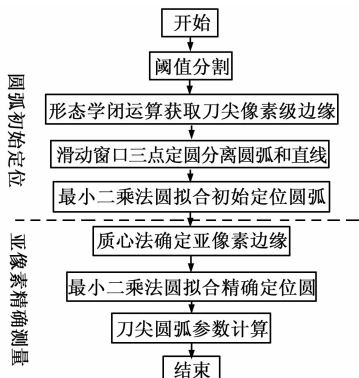 开始
阈值分割
形态学闭运算获取刀尖像素级边缘
滑动窗口三点定圆分离圆弧和直线
最小二乘法圆拟合初始定位圆弧
圆弧初始定位
质心法确定亚像素边缘
最小二乘法圆拟合精确定位圆
刀尖圆弧参数计算
结束
亚像素精确测量